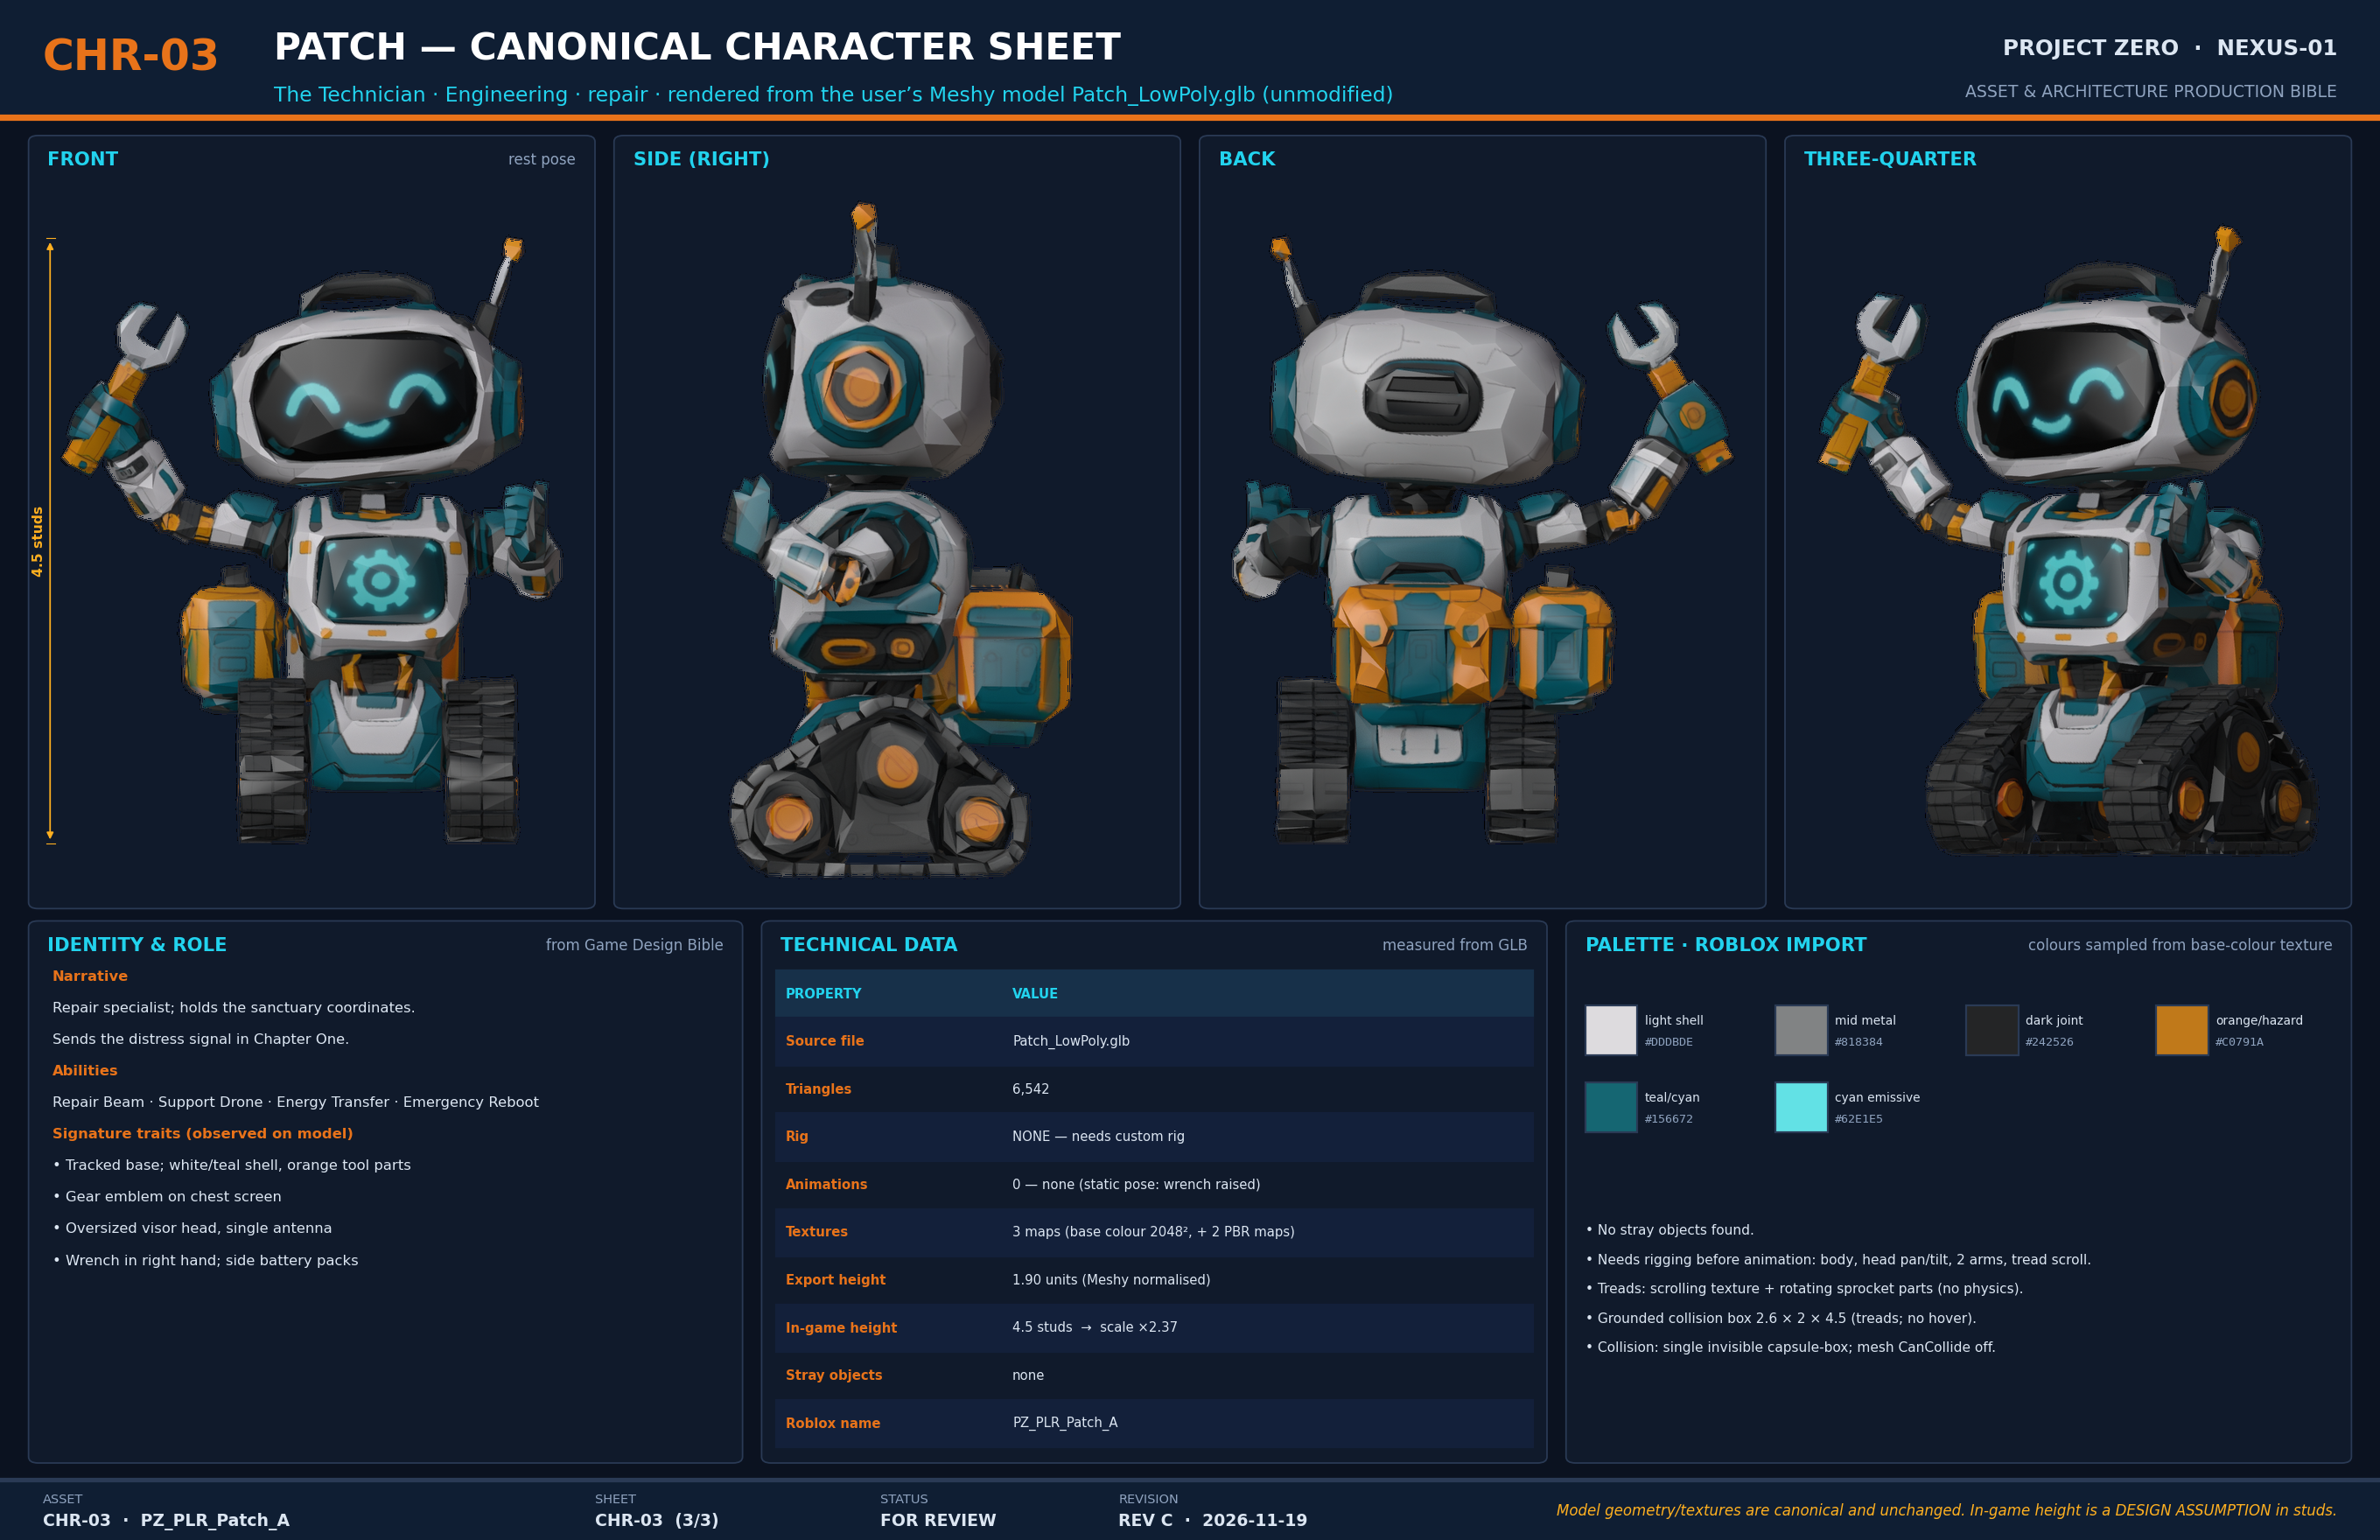 CHR-03
PATCH — CANONICAL CHARACTER SHEET
The Technician · Engineering · repair · rendered from the user’s Meshy model Patch_LowPoly.glb (unmodified)
PROJECT ZERO · NEXUS-01
ASSET & ARCHITECTURE PRODUCTION BIBLE
FRONT
rest pose
4.5 studs
SIDE (RIGHT)
BACK
THREE-QUARTER
IDENTITY & ROLE
from Game Design Bible
Narrative
Repair specialist; holds the sanctuary coordinates.
Sends the distress signal in Chapter One.
Abilities
Repair Beam · Support Drone · Energy Transfer · Emergency Reboot
Signature traits (observed on model)
• Tracked base; white/teal shell, orange tool parts
• Gear emblem on chest screen
• Oversized visor head, single antenna
• Wrench in right hand; side battery packs
TECHNICAL DATA
measured from GLB
PROPERTY VALUE
Source file Patch_LowPoly.glb
Triangles 6,542
Rig NONE — needs custom rig
Animations 0 — none (static pose: wrench raised)
Textures 3 maps (base colour 2048², + 2 PBR maps)
Export height 1.90 units (Meshy normalised)
In-game height 4.5 studs → scale ×2.37
Stray objects none
Roblox name PZ_PLR_Patch_A
PALETTE · ROBLOX IMPORT
colours sampled from base-colour texture
light shell
#DDDBDE
mid metal
#818384
dark joint
#242526
orange/hazard
#C0791A
teal/cyan
#156672
cyan emissive
#62E1E5
• No stray objects found.
• Needs rigging before animation: body, head pan/tilt, 2 arms, tread scroll.
• Treads: scrolling texture + rotating sprocket parts (no physics).
• Grounded collision box 2.6 × 2 × 4.5 (treads; no hover).
• Collision: single invisible capsule-box; mesh CanCollide off.
ASSET
CHR-03 · PZ_PLR_Patch_A
SHEET
CHR-03 (3/3)
STATUS
FOR REVIEW
REVISION
REV C · 2026-11-19
Model geometry/textures are canonical and unchanged. In-game height is a DESIGN ASSUMPTION in studs.